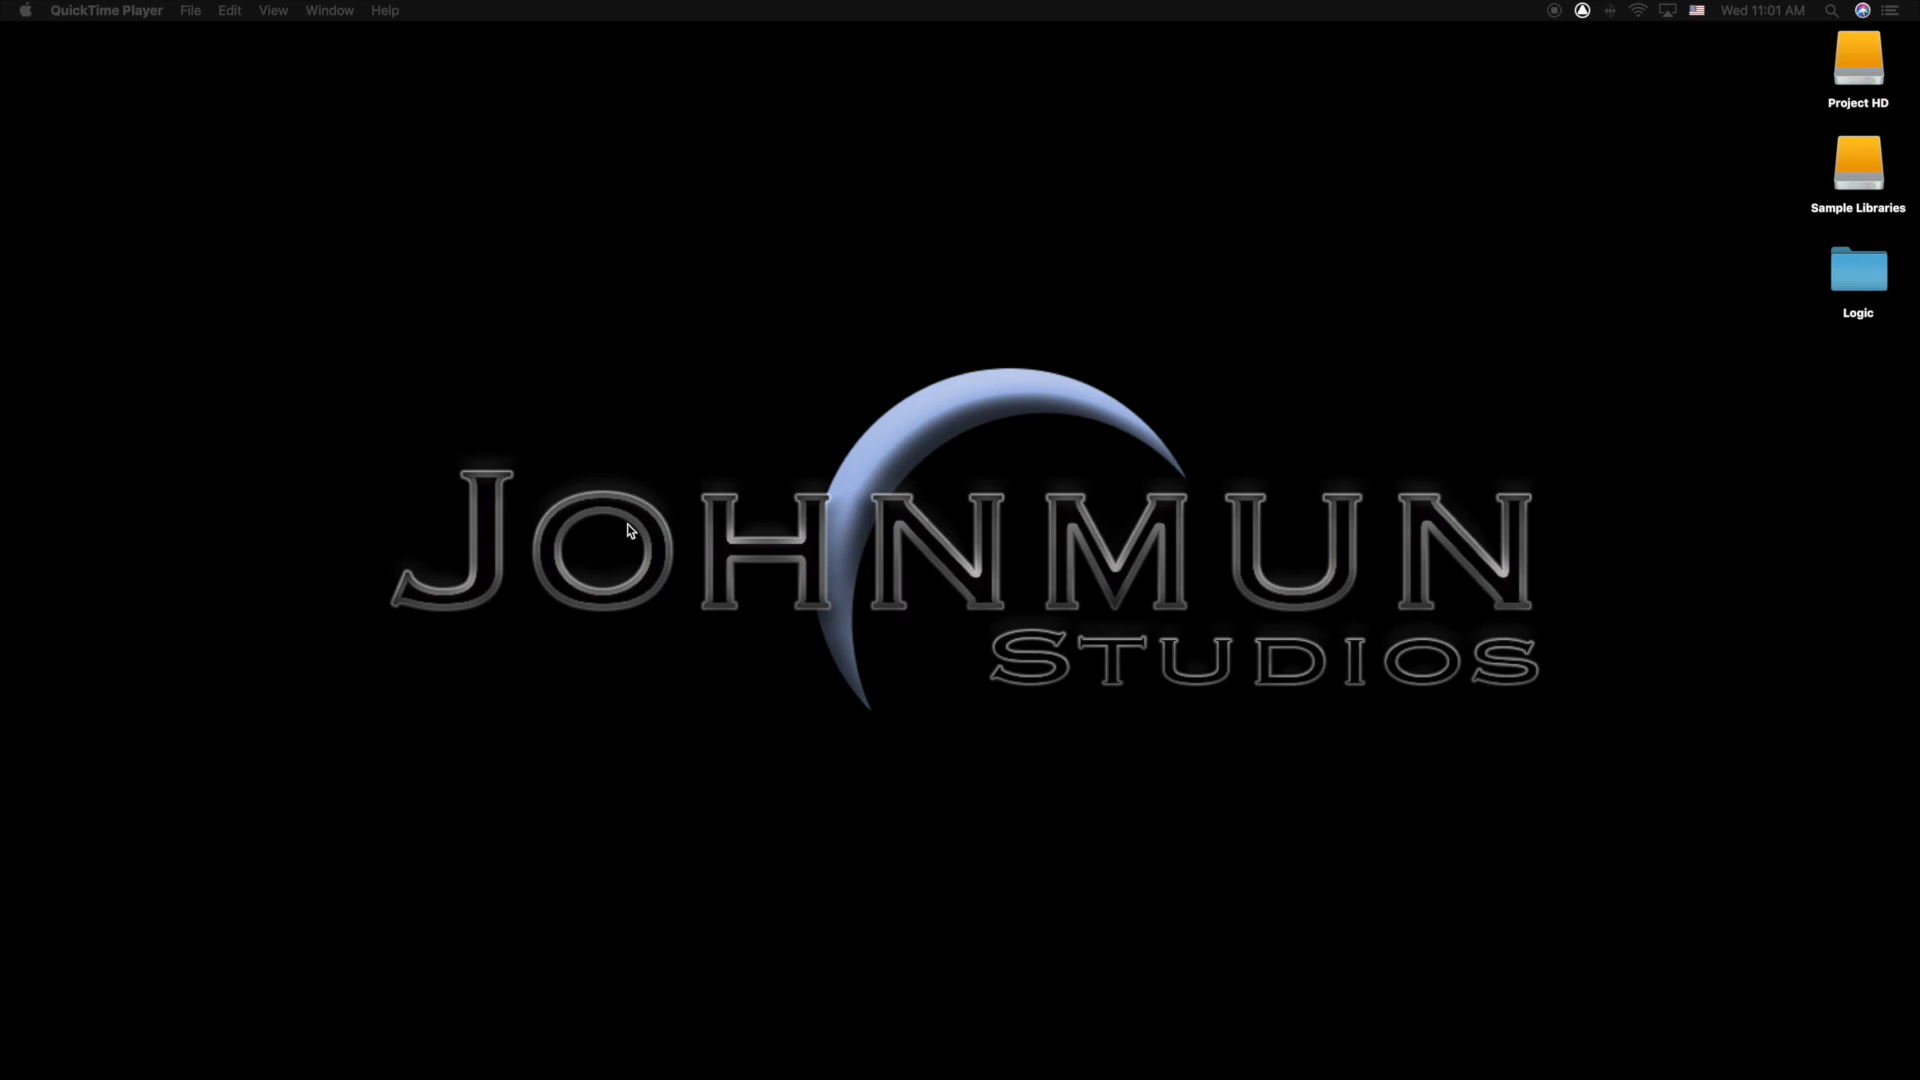 QuickTime Player File Edit View Window Help Wed 11:01 AM
Project HD
Sample Libraries
Logic
JOHNMUN
STUDIOS